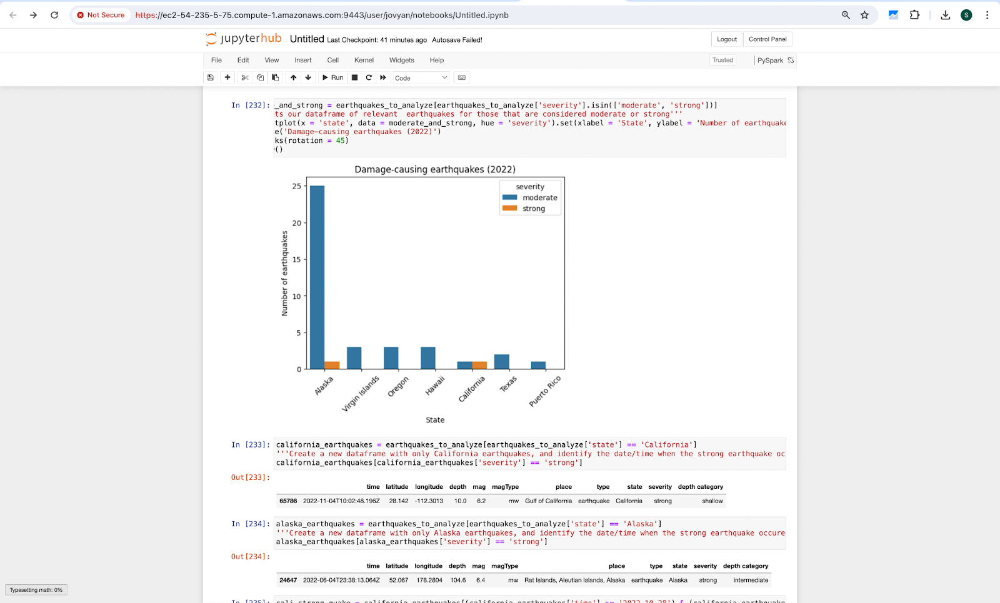 Not Secure https://ec2-54-235-5-75.compute-1.amazonaws.com:9443/user/jovyan/notebooks/Untitled.ipynb S
jupyterhub Untitled Last Checkpoint: 41 minutes ago Autosave Failed! Logout Control Panel
File Edit View Insert Cell Kernel Widgets Help Trusted PySpark
Run Code
In [232]: _and_strong = earthquakes_to_analyze[earthquakes_to_analyze['severity'].isin(['moderate', 'strong'])]
ts our dataframe of relevant  earthquakes for those that are considered moderate or strong'''
tplot(x = 'state', data = moderate_and_strong, hue = 'severity').set(xlabel = 'State', ylabel = 'Number of earthquake
e('Damage-causing earthquakes (2022)')
ks(rotation = 45)
()
Damage-causing earthquakes (2022)
severity
moderate
strong
Number of earthquakes
25
20
15
10
5
0
Alaska Virgin Islands Oregon Hawaii California Texas Puerto Rico
State
In [233]: california_earthquakes = earthquakes_to_analyze[earthquakes_to_analyze['state'] == 'California']
'''Create a new dataframe with only California earthquakes, and identify the date/time when the strong earthquake oc
california_earthquakes[california_earthquakes['severity'] == 'strong']
Out[233]:
time latitude longitude depth mag magType place type state severity depth category
65786 2022-11-04T10:02:48.196Z 28.142 -112.3013 10.0 6.2 mw Gulf of California earthquake California strong shallow
In [234]: alaska_earthquakes = earthquakes_to_analyze[earthquakes_to_analyze['state'] == 'Alaska']
'''Create a new dataframe with only Alaska earthquakes, and identify the date/time when the strong earthquake occure
alaska_earthquakes[alaska_earthquakes['severity'] == 'strong']
Out[234]:
time latitude longitude depth mag magType place type state severity depth category
24647 2022-06-04T23:38:13.064Z 52.067 178.2804 104.6 6.4 mw Rat Islands, Aleutian Islands, Alaska earthquake Alaska strong intermediate
Typesetting math: 0%